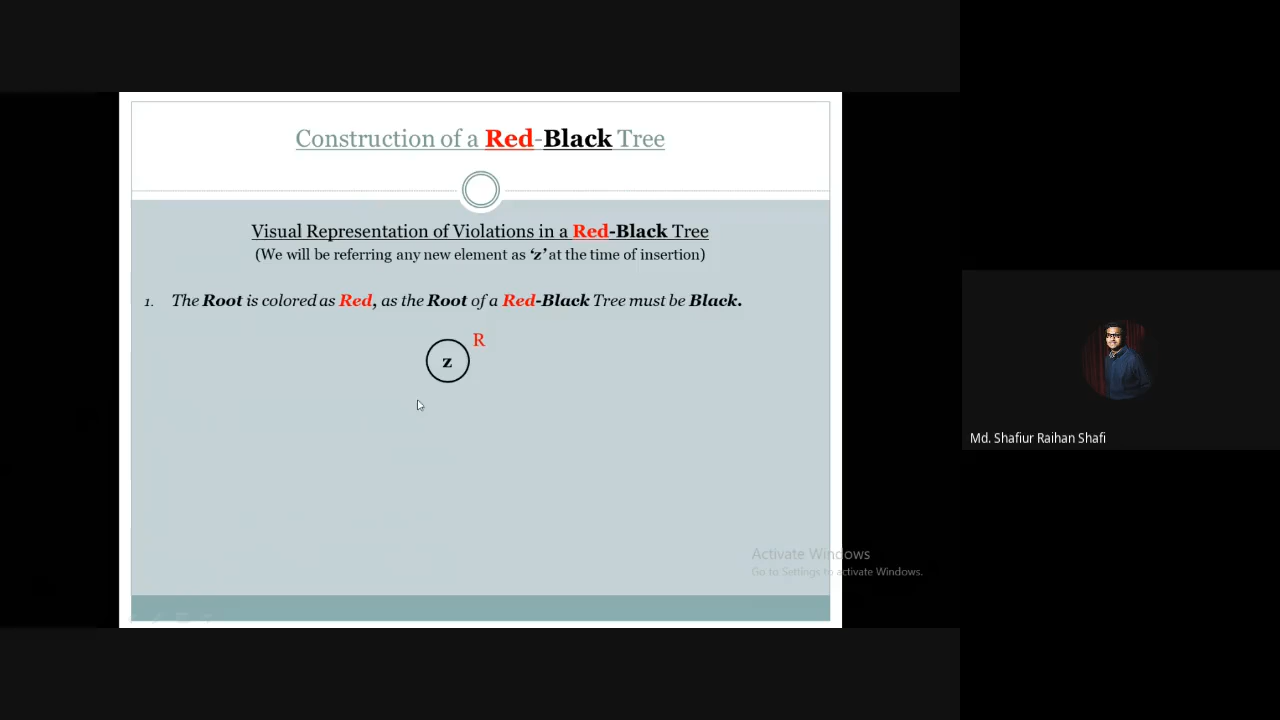 Construction of a Red-Black Tree
Visual Representation of Violations in a Red-Black Tree
(We will be referring any new element as ‘z’ at the time of insertion)
1. The Root is colored as Red, as the Root of a Red-Black Tree must be Black.
R
z
Md. Shafiur Raihan Shafi
Activate Windows
Go to Settings to activate Windows.